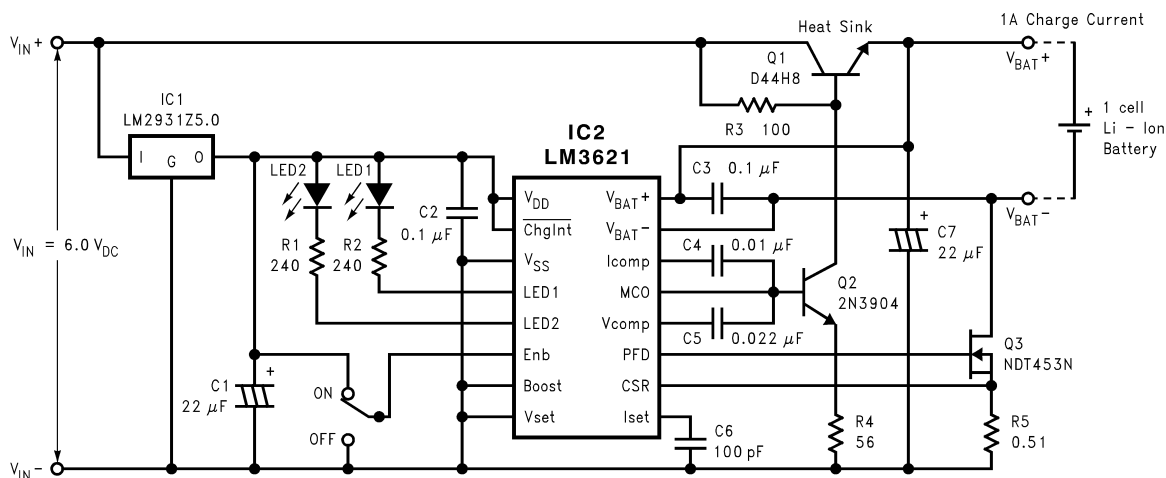 Heat Sink
1A Charge Current
V_IN+
V_BAT+
Q1
D44H8
IC1
LM2931Z5.0
I G O
R3 100
+
1 cell
Li – Ion
Battery
IC2
LM3621
C3 0.1 μF
LED2
LED1
V_DD
V_BAT+
V_BAT-
C2
0.1 μF
ChgInt
V_BAT-
+
C7
22 μF
V_IN = 6.0 V_DC
R1
240
R2
240
V_SS
Icomp
C4 0.01 μF
LED1
MCO
Q2
2N3904
LED2
Vcomp
C5 0.022 μF
Enb
PFD
Q3
NDT453N
C1
22 μF
+
ON
Boost
CSR
OFF
Vset
Iset
C6
100 pF
R4
56
R5
0.51
V_IN-